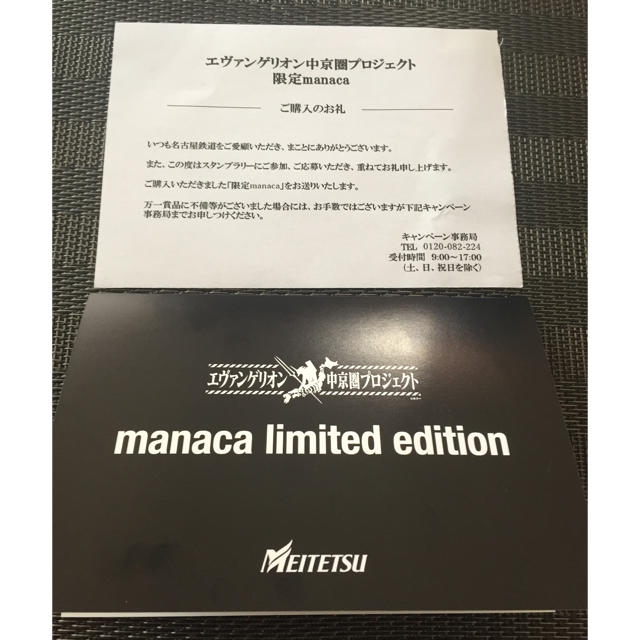 エヴァンゲリオン中京圏プロジェクト
限定manaca
ご購入のお礼
いつも名古屋鉄道をご愛顧いただき、まことにありがとうございます。
また、この度はスタンプラリーにご参加、ご応募いただき、重ねてお礼申し上げます。
ご購入いただきました「限定manaca」をお送りいたします。
万一賞品に不備等がございました場合には、お手数ではございますが下記キャンペーン
事務局までお申しつけください。
キャンペーン事務局
TEL 0120-082-224
受付時間 9:00～17:00
（土、日、祝日を除く）
エヴァンゲリオン 中京圏プロジェクト
manaca limited edition
MEITETSU